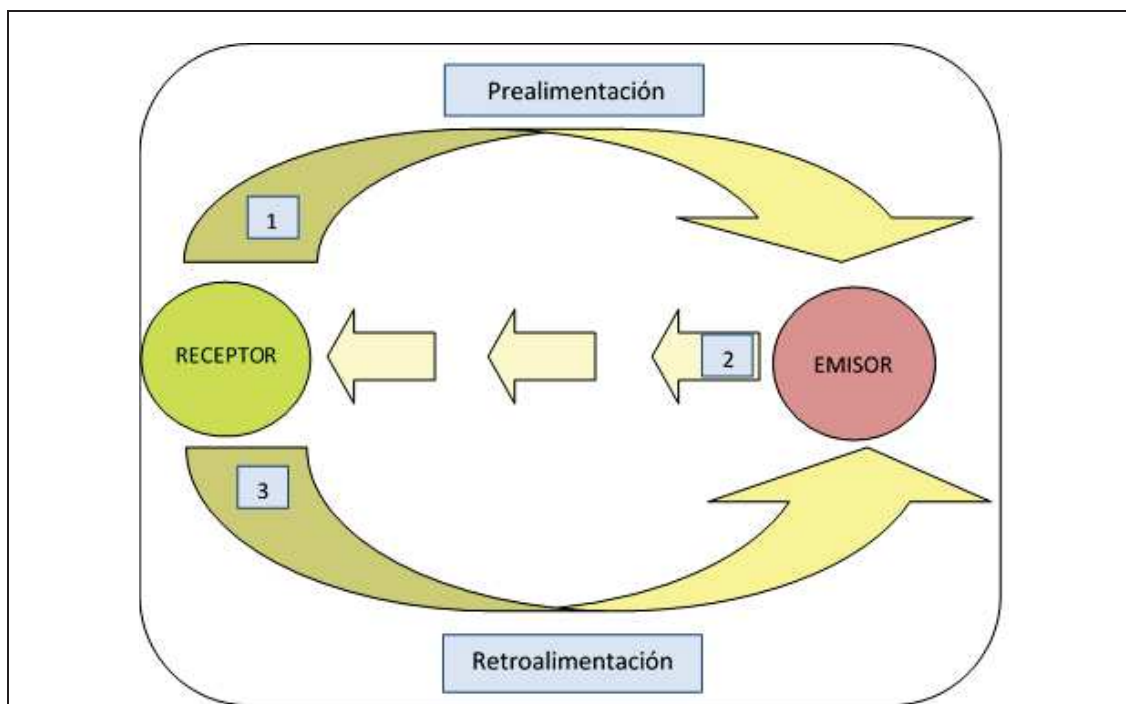 Prealimentación
1
RECEPTOR
2
EMISOR
3
Retroalimentación